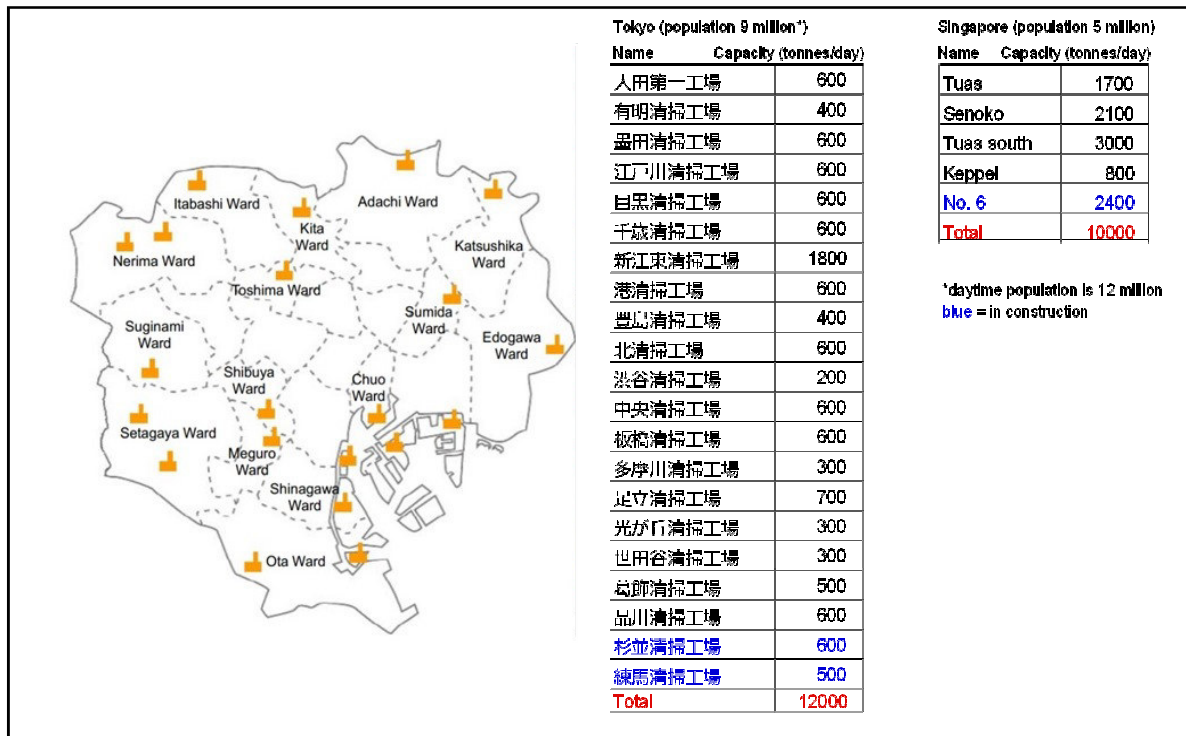 Itabashi Ward
Adachi Ward
Kita
Ward
Katsushika
Ward
Nerima Ward
Toshima Ward
Sumida
Ward
Suginami
Ward
Edogawa
Ward
Shibuya
Ward
Chuo
Ward
Setagaya Ward
Meguro
Ward
Shinagawa
Ward
Ota Ward
Tokyo (population 9 million*)
Name Capacity (tonnes/day)
大田第一工場 600
有明清掃工場 400
墨田清掃工場 600
江戸川清掃工場 600
目黒清掃工場 600
千歳清掃工場 600
新江東清掃工場 1800
港清掃工場 600
豊島清掃工場 400
北清掃工場 600
渋谷清掃工場 200
中央清掃工場 600
板橋清掃工場 600
多摩川清掃工場 300
足立清掃工場 700
光が丘清掃工場 300
世田谷清掃工場 300
葛飾清掃工場 500
品川清掃工場 600
杉並清掃工場 600
練馬清掃工場 500
Total 12000
Singapore (population 5 million)
Name Capacity (tonnes/day)
Tuas 1700
Senoko 2100
Tuas south 3000
Keppel 800
No. 6 2400
Total 10000
*daytime population is 12 million
blue = in construction